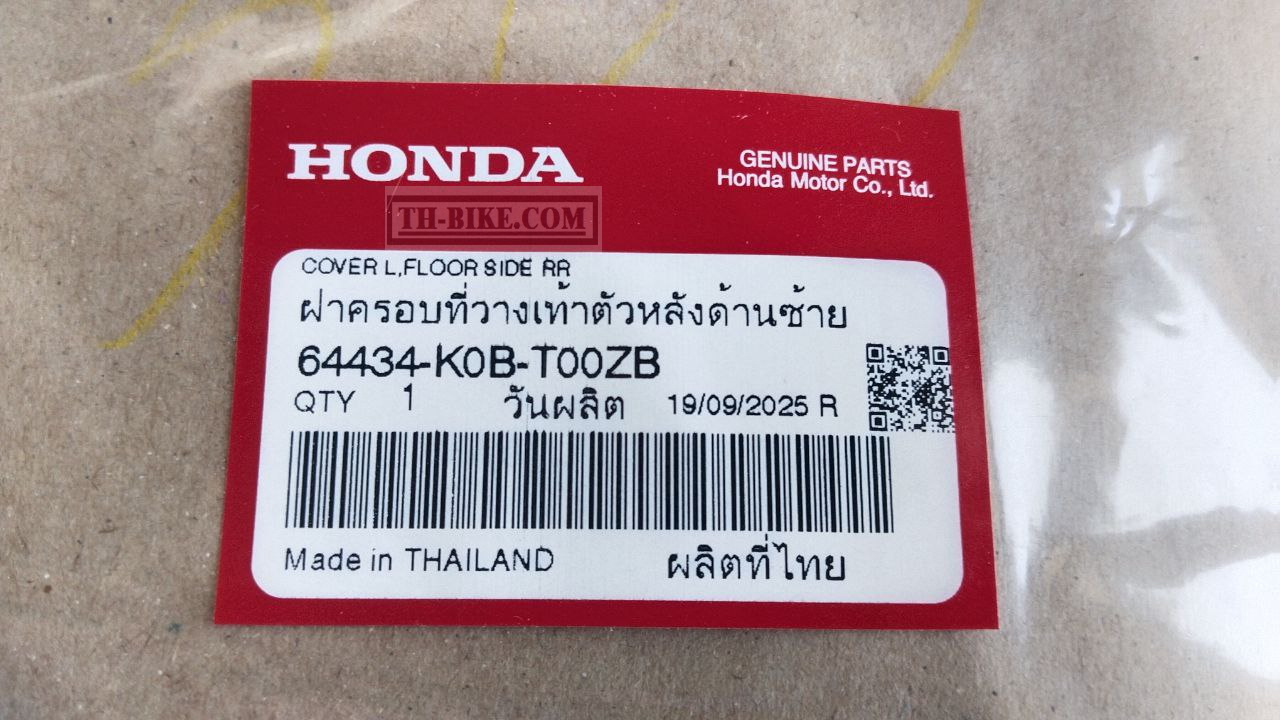 HONDA
GENUINE PARTS
Honda Motor Co., Ltd.
TH-BIKE.COM
COVER L,FLOOR SIDE RR
ฝาครอบที่วางเท้าตัวหลังด้านซ้าย
64434-K0B-T00ZB
QTY 1 วันผลิต 19/09/2025 R
Made in THAILAND ผลิตที่ไทย